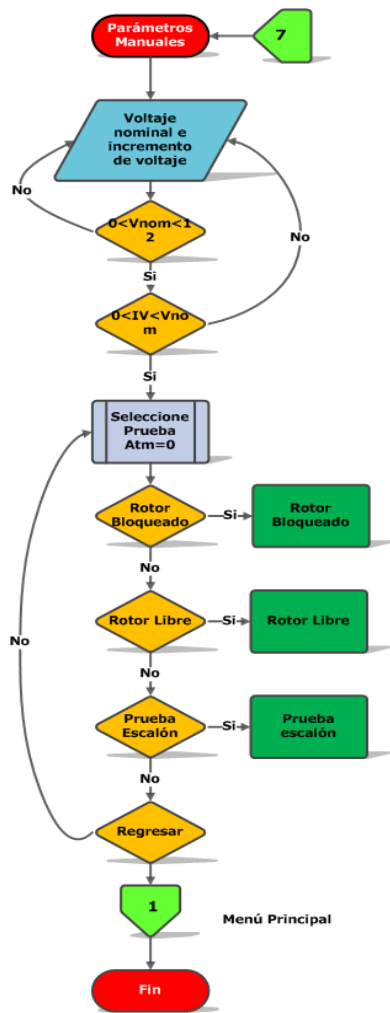 Parámetros
Manuales
7
Voltaje
nominal e
incremento
de voltaje
No
0<Vnom<1
2
No
Si
0<IV<Vno
m
Si
Seleccione
Prueba
Atm=0
Rotor
Bloqueado
Si
Rotor
Bloqueado
No
Rotor Libre
Si
Rotor Libre
No
No
Prueba
Escalón
Si
Prueba
escalón
No
Regresar
1
Menú Principal
Fin